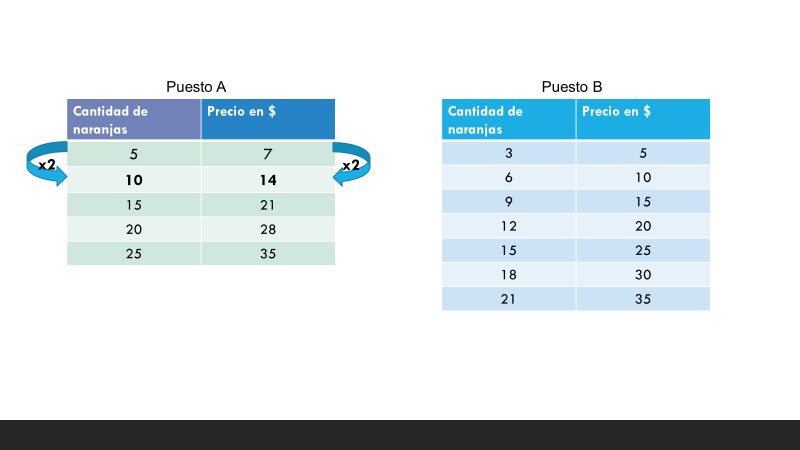 Puesto A
Cantidad de naranjas Precio en $
5 7
x2 10 14 x2
15 21
20 28
25 35
Puesto B
Cantidad de naranjas Precio en $
3 5
6 10
9 15
12 20
15 25
18 30
21 35